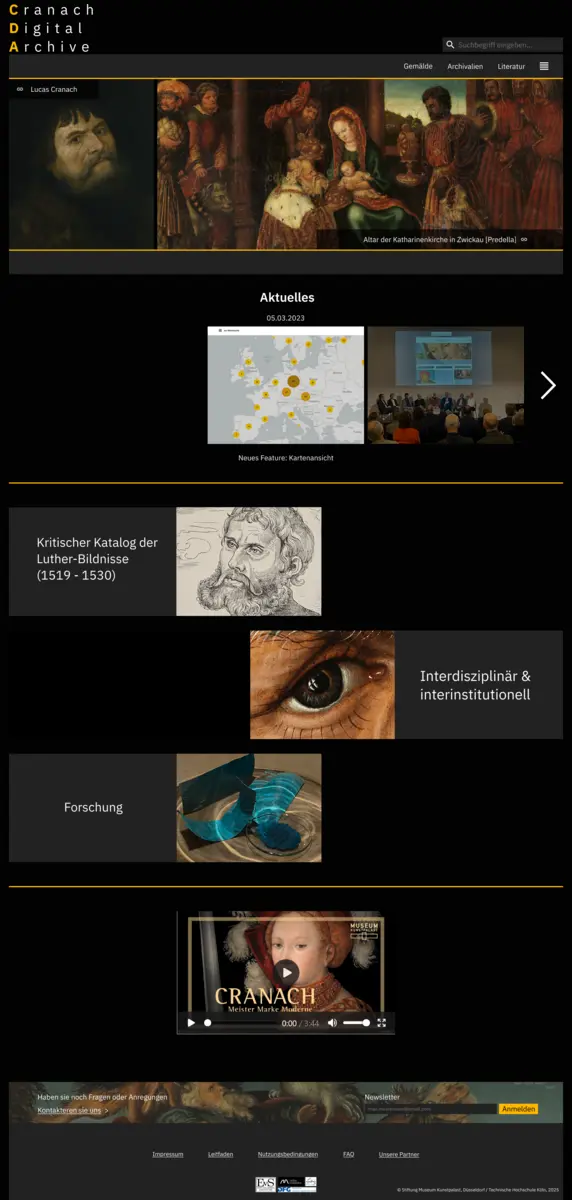 Cranach
Digital
Archive
Suchbegriff eingeben...
Gemälde Archivalien Literatur
Lucas Cranach
Altar der Katharinenkirche in Zwickau [Predella]
Aktuelles
05.03.2023
Neues Feature: Kartenansicht
Kritischer Katalog der
Luther-Bildnisse
(1519 - 1530)
Interdisziplinär &
interinstitutionell
Forschung
MUSEUM
KUNSTPALAST
CRANACH
Meister Marke Moderne
0:00 / 3:44
Haben sie noch Fragen oder Anregungen
Kontakteren sie uns >
Newsletter
Anmelden
Impressum Leitfaden Nutzungsbedingungen FAQ Unsere Partner
© Stiftung Museum Kunstpalast, Düsseldorf / Technische Hochschule Köln, 2023